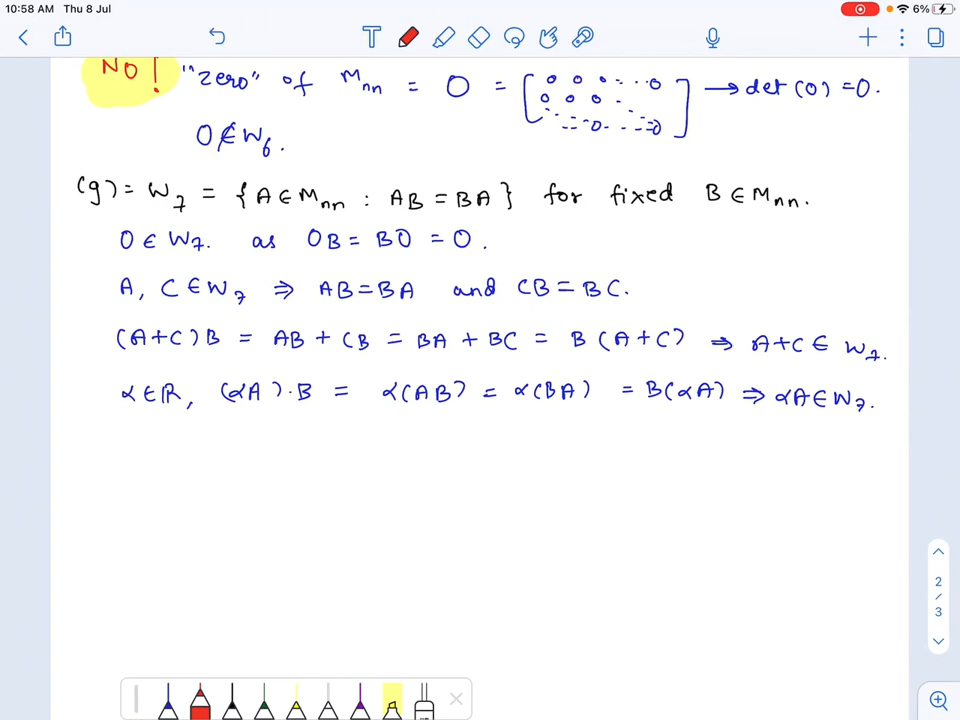 10:58 AM Thu 8 Jul
6%
T
NO! "zero" of Mnn = O = [0 0 0 ... 0 0 0 0 ... 0 ... 0] → det(O) = 0.
O ∉ W6.
(g) = W7 = {A ∈ Mnn : AB = BA} for fixed B ∈ Mnn.
O ∈ W7. as OB = BO = O.
A, C ∈ W7 ⇒ AB = BA and CB = BC.
(A+C)B = AB + CB = BA + BC = B(A+C) ⇒ A+C ∈ W7.
α ∈ R, (αA)·B = α(AB) = α(BA) = B(αA) ⇒ αA ∈ W7.
2
/
3